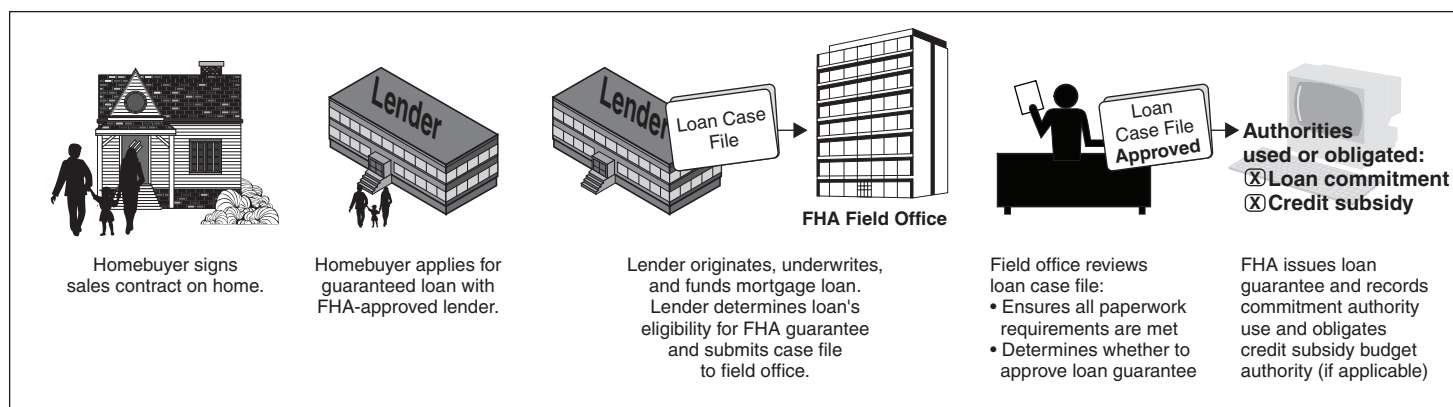 Lender
Lender
Loan Case
File
FHA Field Office
Loan
Case File
Approved
Authorities
used or obligated:
X Loan commitment
X Credit subsidy
Homebuyer signs
sales contract on home.
Homebuyer applies for
guaranteed loan with
FHA-approved lender.
Lender originates, underwrites,
and funds mortgage loan.
Lender determines loan's
eligibility for FHA guarantee
and submits case file
to field office.
Field office reviews
loan case file:
• Ensures all paperwork
requirements are met
• Determines whether to
approve loan guarantee
FHA issues loan
guarantee and records
commitment authority
use and obligates
credit subsidy budget
authority (if applicable)